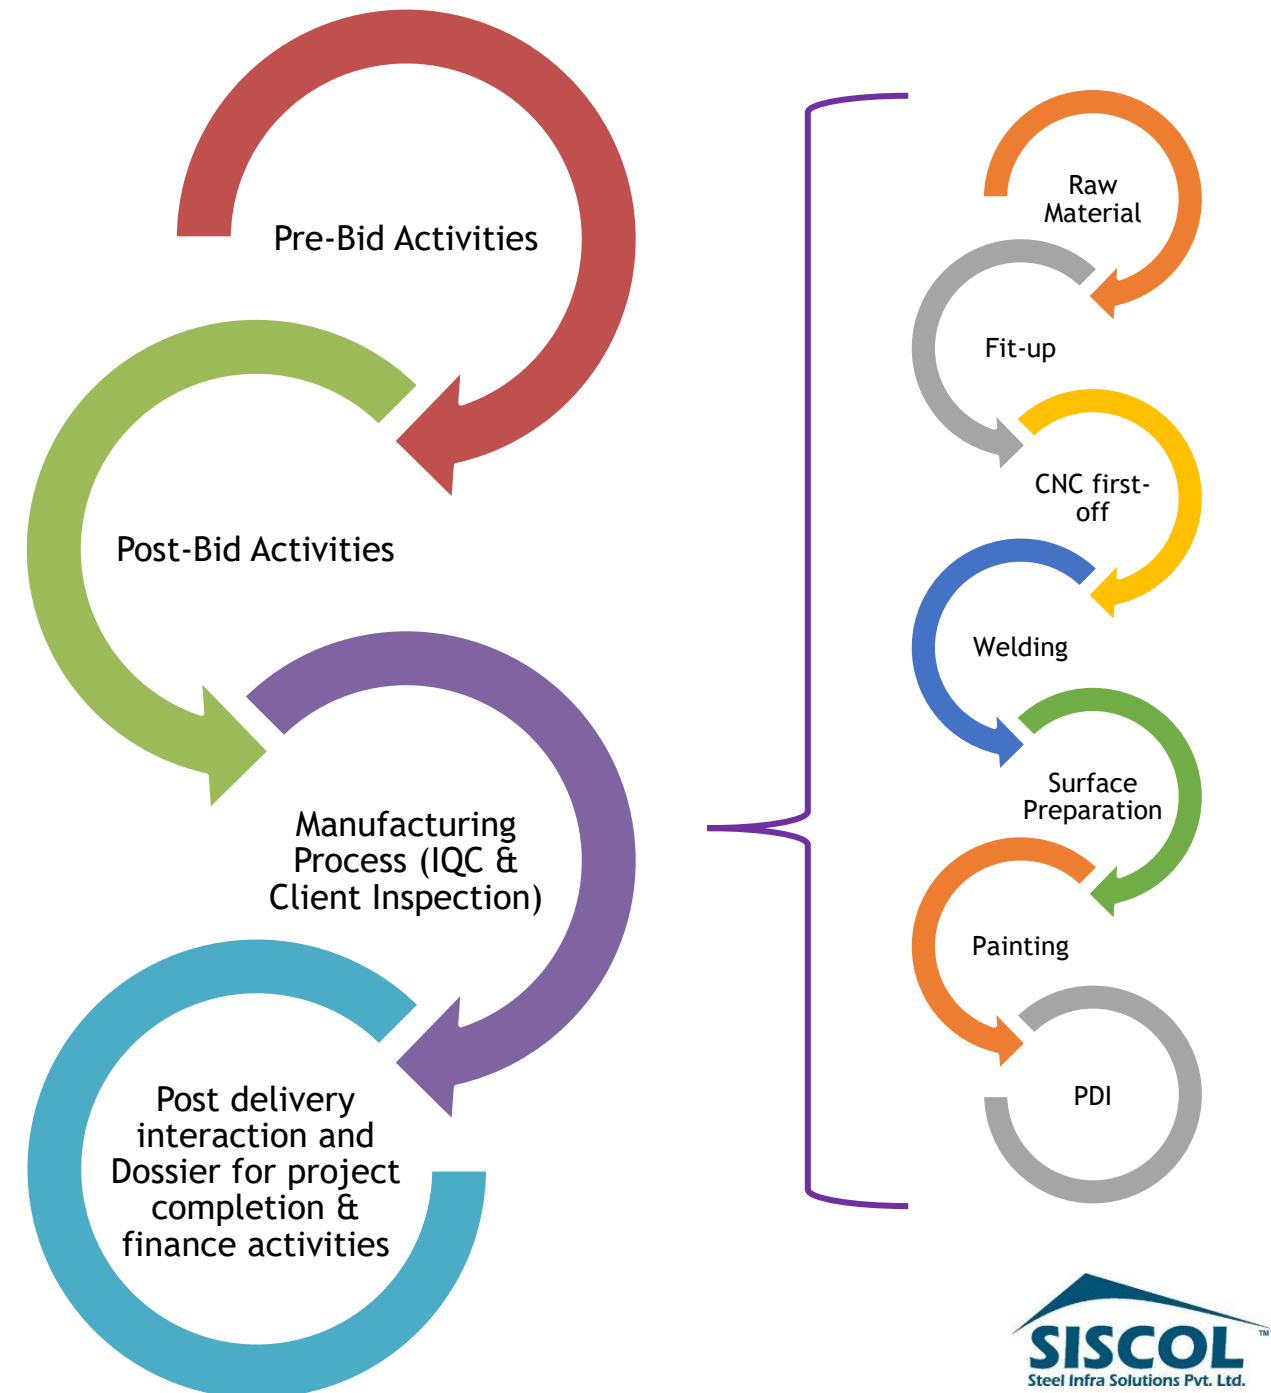 Pre-Bid Activities
Post-Bid Activities
Manufacturing
Process (IQC &
Client Inspection)
Post delivery
interaction and
Dossier for project
completion &
finance activities
Raw
Material
Fit-up
CNC first-
off
Welding
Surface
Preparation
Painting
PDI
SISCOL
TM
Steel Infra Solutions Pvt. Ltd.